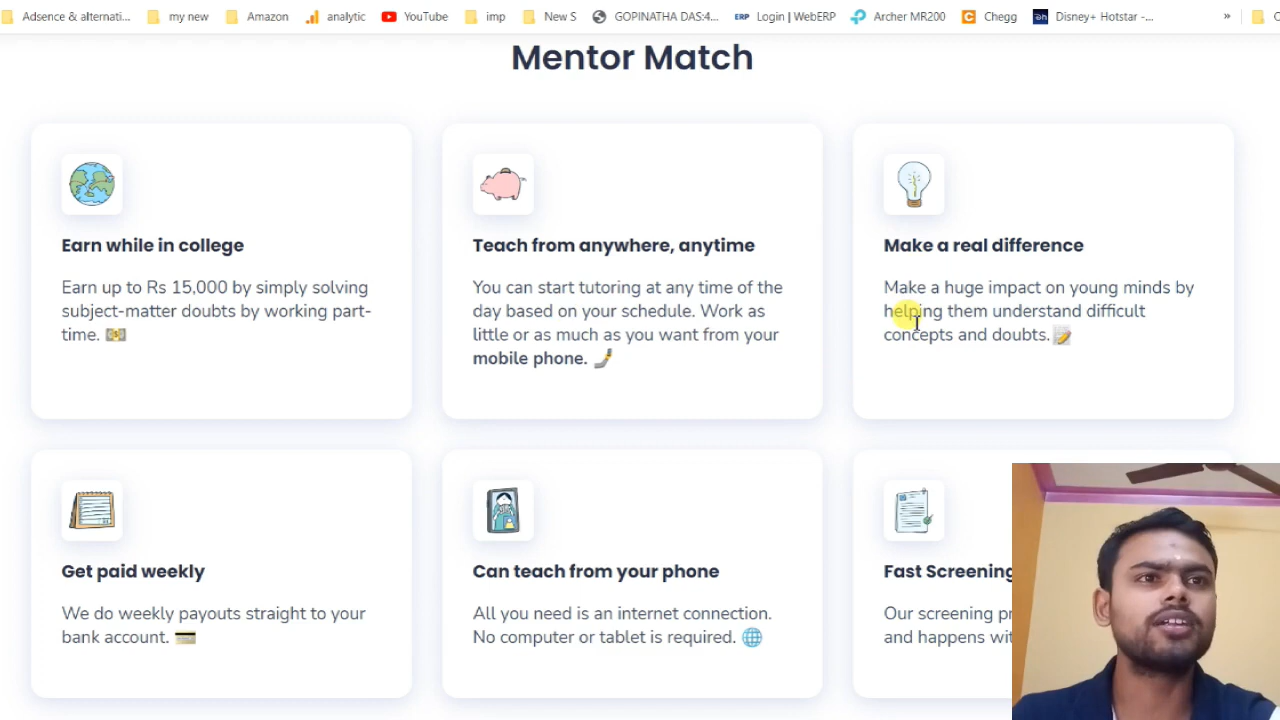 Adsence & alternati... my new Amazon analytic YouTube imp New S GOPINATHA DAS:4... ERP Login | WebERP Archer MR200 Chegg Disney+ Hotstar -... »
Mentor Match
Earn while in college
Earn up to Rs 15,000 by simply solving
subject-matter doubts by working part-
time.
Teach from anywhere, anytime
You can start tutoring at any time of the
day based on your schedule. Work as
little or as much as you want from your
mobile phone.
Make a real difference
Make a huge impact on young minds by
helping them understand difficult
concepts and doubts.
Get paid weekly
We do weekly payouts straight to your
bank account.
Can teach from your phone
All you need is an internet connection.
No computer or tablet is required.
Fast Screening
Our screening
and happens